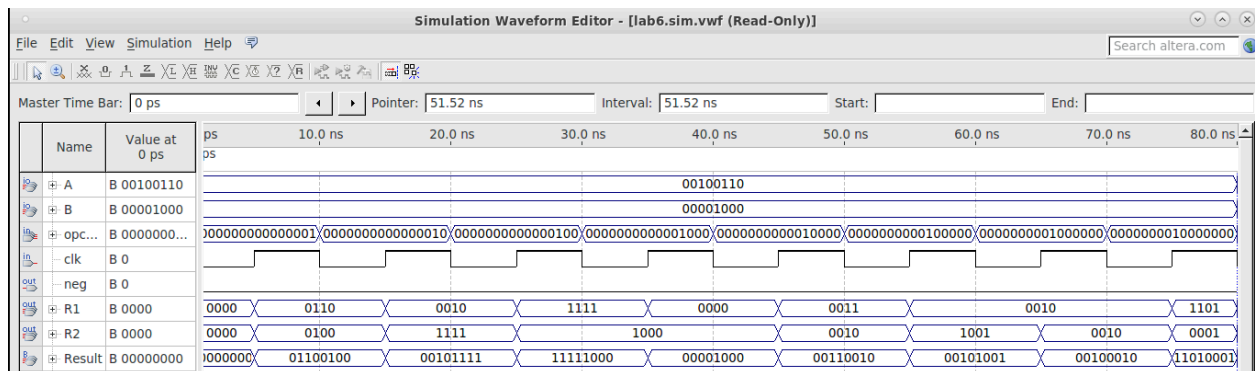 Simulation Waveform Editor - [lab6.sim.vwf (Read-Only)]
File Edit View Simulation Help
Search altera.com
Master Time Bar: 0 ps Pointer: 51.52 ns Interval: 51.52 ns Start: End:
Name Value at 0 ps ps 10.0 ns 20.0 ns 30.0 ns 40.0 ns 50.0 ns 60.0 ns 70.0 ns 80.0 ns
ps
A B 00100110 00100110
B B 00001000 00001000
opc... B 0000000... 0000000000000001 0000000000000010 0000000000000100 0000000000001000 0000000000010000 0000000000100000 0000000001000000 0000000010000000
clk B 0
neg B 0
R1 B 0000 0000 0110 0010 1111 0000 0011 0010 1101
R2 B 0000 0000 0100 1111 1000 0010 1001 0010 0001
Result B 00000000 0000000 01100100 00101111 11111000 00001000 00110010 00101001 00100010 11010001